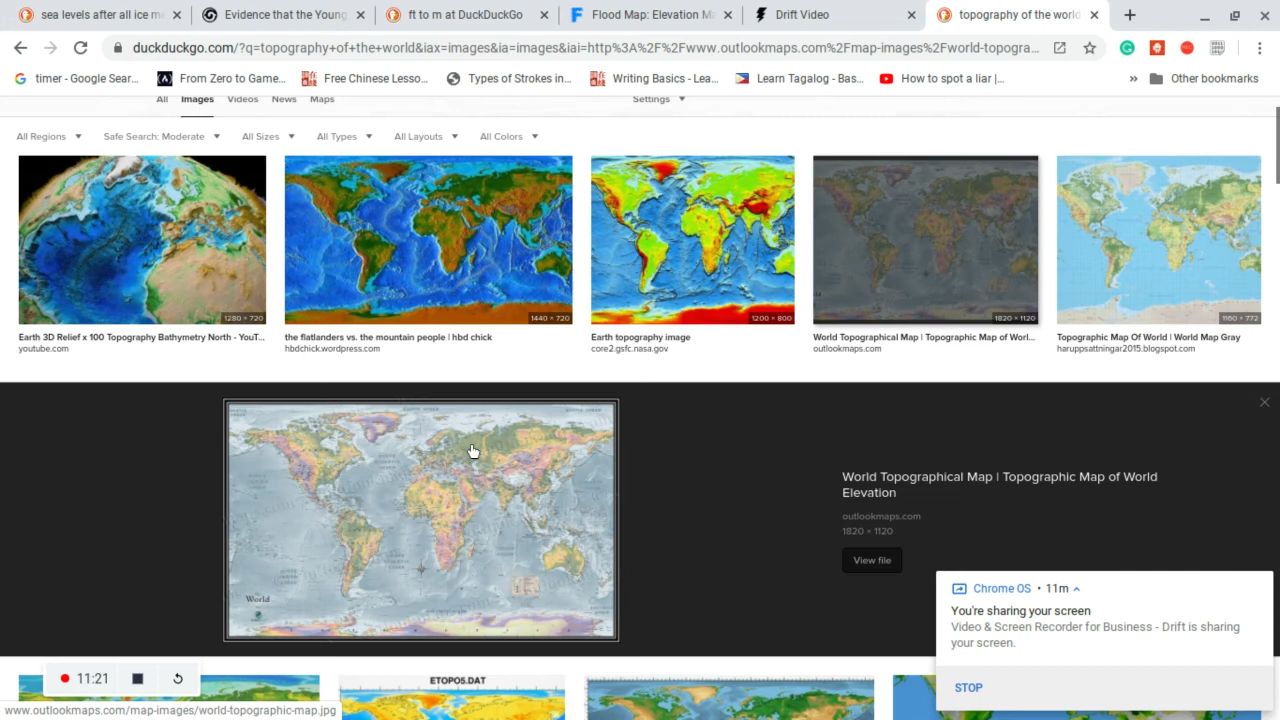 sea levels after all ice me
Evidence that the Young
ft to m at DuckDuckGo
Flood Map: Elevation Ma
Drift Video
topography of the world
duckduckgo.com/?q=topography+of+the+world&iax=images&ia=images&iai=http%3A%2F%2Fwww.outlookmaps.com%2Fmap-images%2Fworld-topogra...
timer - Google Sear...
From Zero to Game...
Free Chinese Lesso...
Types of Strokes in...
Writing Basics - Lea...
Learn Tagalog - Bas...
How to spot a liar |...
Other bookmarks
All Images Videos News Maps Settings
All Regions Safe Search: Moderate All Sizes All Types All Layouts All Colors
1280 × 720
1440 × 720
1200 × 800
1820 × 1120
1160 × 772
Earth 3D Relief x 100 Topography Bathymetry North - YouT...
youtube.com
the flatlanders vs. the mountain people | hbd chick
hbdchick.wordpress.com
Earth topography image
core2.gsfc.nasa.gov
World Topographical Map | Topographic Map of Worl...
outlookmaps.com
Topographic Map Of World | World Map Gray
haruppsattningar2015.blogspot.com
World
World Topographical Map | Topographic Map of World
Elevation
outlookmaps.com
1820 × 1120
View file
Chrome OS • 11m
You're sharing your screen
Video & Screen Recorder for Business - Drift is sharing
your screen.
STOP
11:21
ETOPO5.DAT
www.outlookmaps.com/map-images/world-topographic-map.jpg